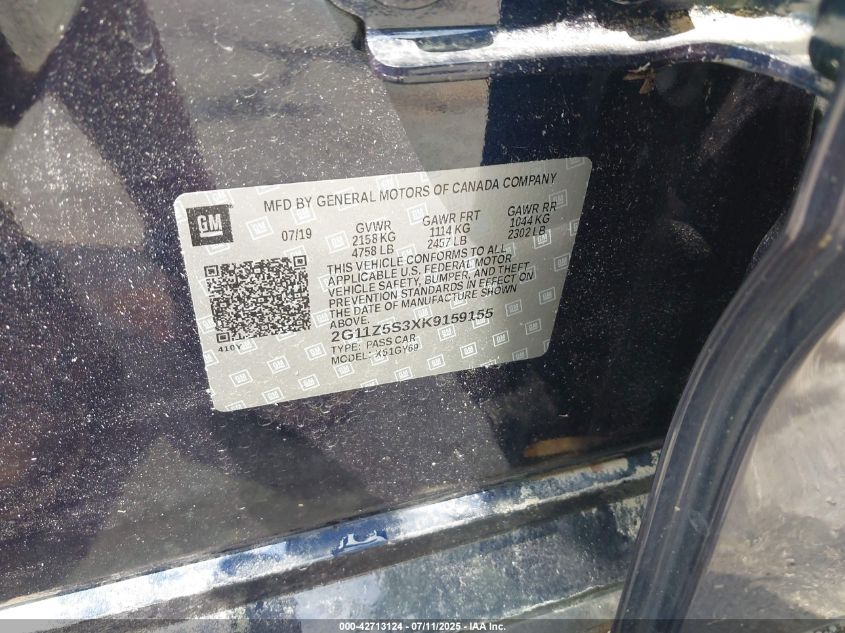 MFD BY GENERAL MOTORS OF CANADA COMPANY
GM
07/19 GVWR GAWR FRT GAWR RR
2158 KG 1114 KG 1044 KG
4758 LB 2457 LB 2302 LB
THIS VEHICLE CONFORMS TO ALL
APPLICABLE U.S. FEDERAL MOTOR
VEHICLE SAFETY, BUMPER, AND THEFT
PREVENTION STANDARDS IN EFFECT ON
THE DATE OF MANUFACTURE SHOWN
ABOVE.
2G11Z5S3XK9159155
TYPE: PASS CAR
MODEL: X51GY69
410Y
000-42713124 - 07/11/2025 - IAA Inc.